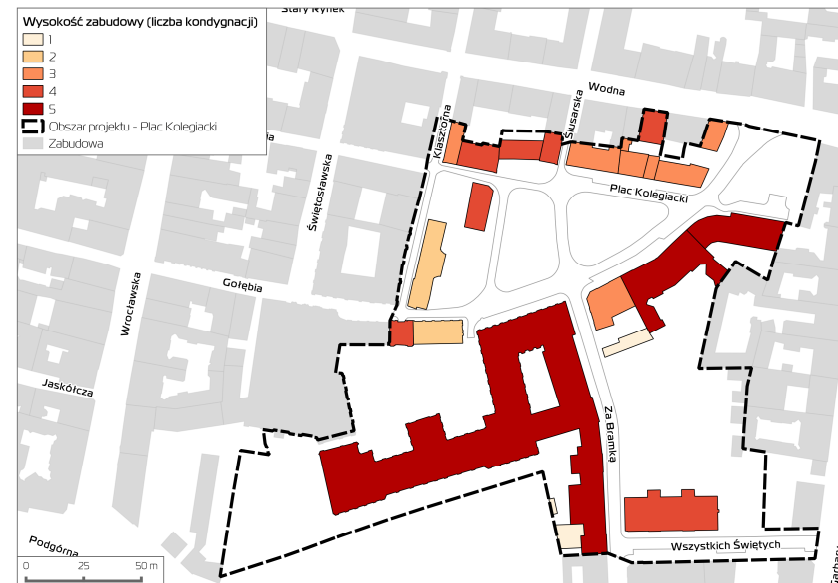 Stary Rynek
Wysokość zabudowy (liczba kondygnacji)
1
2
3
4
5
Obszar projektu - Plac Kolegiacki
Zabudowa
Wodna
Klasztorna
Ślusarska
Świętosławska
Plac Kolegiacki
Gołębia
Wrocławska
Jaskółcza
Za Bramką
Wszystkich Świętych
Podgórna
0 25 50 m